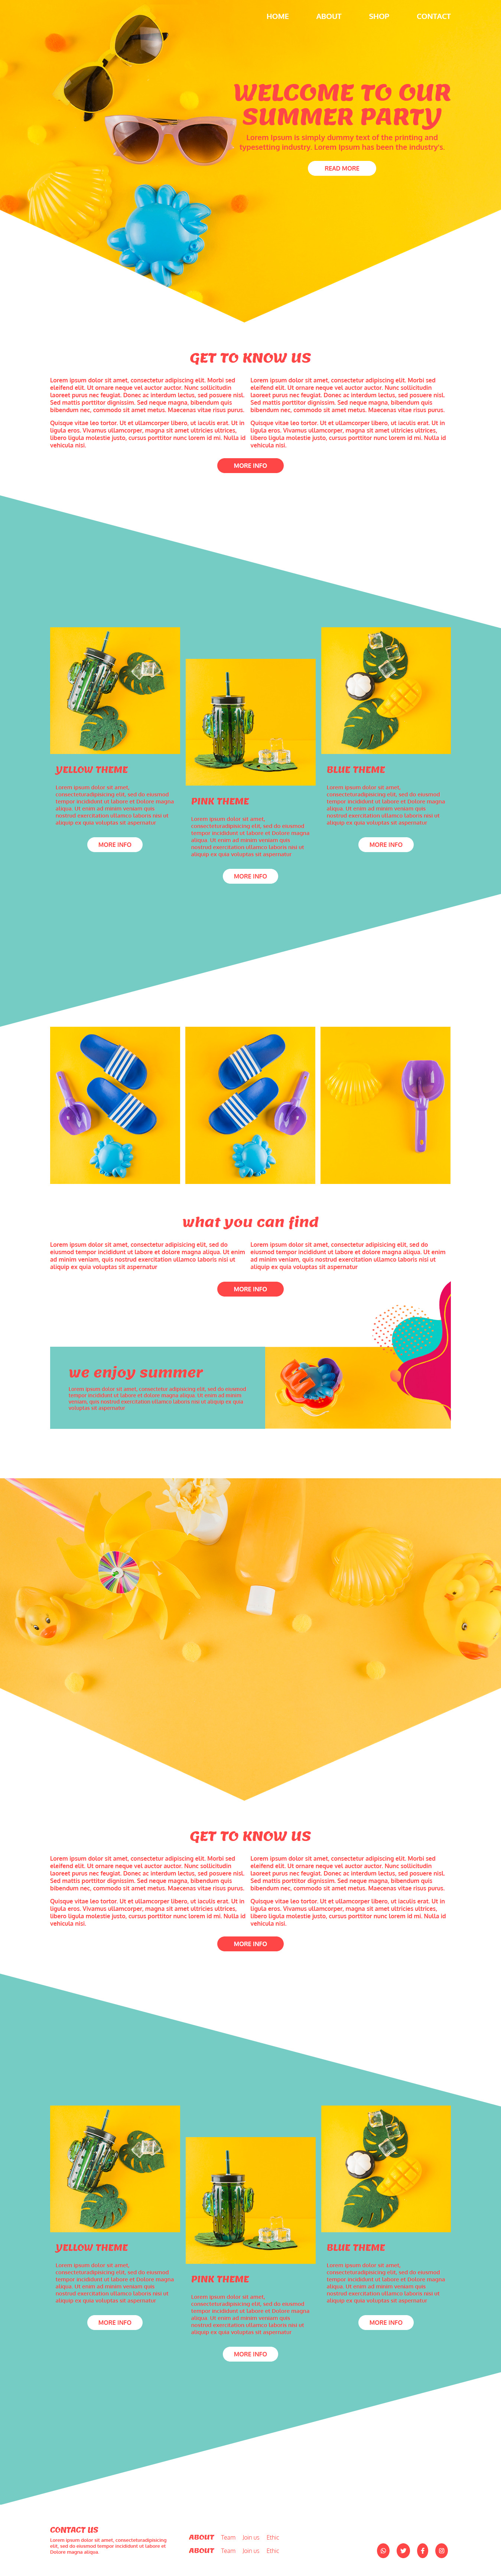 HOME ABOUT SHOP CONTACT
WELCOME TO OUR
SUMMER PARTY
Lorem Ipsum is simply dummy text of the printing and
typesetting industry. Lorem Ipsum has been the industry's.
READ MORE
GET TO KNOW US
Lorem ipsum dolor sit amet, consectetur adipiscing elit. Morbi sed
eleifend elit. Ut ornare neque vel auctor auctor. Nunc sollicitudin
laoreet purus nec feugiat. Donec ac interdum lectus, sed posuere nisl.
Sed mattis porttitor dignissim. Sed neque magna, bibendum quis
bibendum nec, commodo sit amet metus. Maecenas vitae risus purus.
Quisque vitae leo tortor. Ut et ullamcorper libero, ut iaculis erat. Ut in
ligula eros. Vivamus ullamcorper, magna sit amet ultricies ultrices,
libero ligula molestie justo, cursus porttitor nunc lorem id mi. Nulla id
vehicula nisi.
Lorem ipsum dolor sit amet, consectetur adipiscing elit. Morbi sed
eleifend elit. Ut ornare neque vel auctor auctor. Nunc sollicitudin
laoreet purus nec feugiat. Donec ac interdum lectus, sed posuere nisl.
Sed mattis porttitor dignissim. Sed neque magna, bibendum quis
bibendum nec, commodo sit amet metus. Maecenas vitae risus purus.
Quisque vitae leo tortor. Ut et ullamcorper libero, ut iaculis erat. Ut in
ligula eros. Vivamus ullamcorper, magna sit amet ultricies ultrices,
libero ligula molestie justo, cursus porttitor nunc lorem id mi. Nulla id
vehicula nisi.
MORE INFO
YELLOW THEME
Lorem ipsum dolor sit amet,
consecteturadipisicing elit, sed do eiusmod
tempor incididunt ut labore et Dolore magna
aliqua. Ut enim ad minim veniam quis
nostrud exercitation ullamco laboris nisi ut
aliquip ex quia voluptas sit aspernatur
MORE INFO
PINK THEME
Lorem ipsum dolor sit amet,
consecteturadipisicing elit, sed do eiusmod
tempor incididunt ut labore et Dolore magna
aliqua. Ut enim ad minim veniam quis
nostrud exercitation ullamco laboris nisi ut
aliquip ex quia voluptas sit aspernatur
MORE INFO
BLUE THEME
Lorem ipsum dolor sit amet,
consecteturadipisicing elit, sed do eiusmod
tempor incididunt ut labore et Dolore magna
aliqua. Ut enim ad minim veniam quis
nostrud exercitation ullamco laboris nisi ut
aliquip ex quia voluptas sit aspernatur
MORE INFO
what you can find
Lorem ipsum dolor sit amet, consectetur adipisicing elit, sed do
eiusmod tempor incididunt ut labore et dolore magna aliqua. Ut enim
ad minim veniam, quis nostrud exercitation ullamco laboris nisi ut
aliquip ex quia voluptas sit aspernatur
Lorem ipsum dolor sit amet, consectetur adipisicing elit, sed do
eiusmod tempor incididunt ut labore et dolore magna aliqua. Ut enim
ad minim veniam, quis nostrud exercitation ullamco laboris nisi ut
aliquip ex quia voluptas sit aspernatur
MORE INFO
we enjoy summer
Lorem ipsum dolor sit amet, consectetur adipisicing elit, sed do eiusmod
tempor incididunt ut labore et dolore magna aliqua. Ut enim ad minim
veniam, quis nostrud exercitation ullamco laboris nisi ut aliquip ex quia
voluptas sit aspernatur
GET TO KNOW US
Lorem ipsum dolor sit amet, consectetur adipiscing elit. Morbi sed
eleifend elit. Ut ornare neque vel auctor auctor. Nunc sollicitudin
laoreet purus nec feugiat. Donec ac interdum lectus, sed posuere nisl.
Sed mattis porttitor dignissim. Sed neque magna, bibendum quis
bibendum nec, commodo sit amet metus. Maecenas vitae risus purus.
Quisque vitae leo tortor. Ut et ullamcorper libero, ut iaculis erat. Ut in
ligula eros. Vivamus ullamcorper, magna sit amet ultricies ultrices,
libero ligula molestie justo, cursus porttitor nunc lorem id mi. Nulla id
vehicula nisi.
Lorem ipsum dolor sit amet, consectetur adipiscing elit. Morbi sed
eleifend elit. Ut ornare neque vel auctor auctor. Nunc sollicitudin
laoreet purus nec feugiat. Donec ac interdum lectus, sed posuere nisl.
Sed mattis porttitor dignissim. Sed neque magna, bibendum quis
bibendum nec, commodo sit amet metus. Maecenas vitae risus purus.
Quisque vitae leo tortor. Ut et ullamcorper libero, ut iaculis erat. Ut in
ligula eros. Vivamus ullamcorper, magna sit amet ultricies ultrices,
libero ligula molestie justo, cursus porttitor nunc lorem id mi. Nulla id
vehicula nisi.
MORE INFO
YELLOW THEME
Lorem ipsum dolor sit amet,
consecteturadipisicing elit, sed do eiusmod
tempor incididunt ut labore et Dolore magna
aliqua. Ut enim ad minim veniam quis
nostrud exercitation ullamco laboris nisi ut
aliquip ex quia voluptas sit aspernatur
MORE INFO
PINK THEME
Lorem ipsum dolor sit amet,
consecteturadipisicing elit, sed do eiusmod
tempor incididunt ut labore et Dolore magna
aliqua. Ut enim ad minim veniam quis
nostrud exercitation ullamco laboris nisi ut
aliquip ex quia voluptas sit aspernatur
MORE INFO
BLUE THEME
Lorem ipsum dolor sit amet,
consecteturadipisicing elit, sed do eiusmod
tempor incididunt ut labore et Dolore magna
aliqua. Ut enim ad minim veniam quis
nostrud exercitation ullamco laboris nisi ut
aliquip ex quia voluptas sit aspernatur
MORE INFO
CONTACT US
Lorem ipsum dolor sit amet, consecteturadipisicing
elit, sed do eiusmod tempor incididunt ut labore et
Dolore magna aliqua
ABOUT Team Join us Ethic
ABOUT Team Join us Ethic